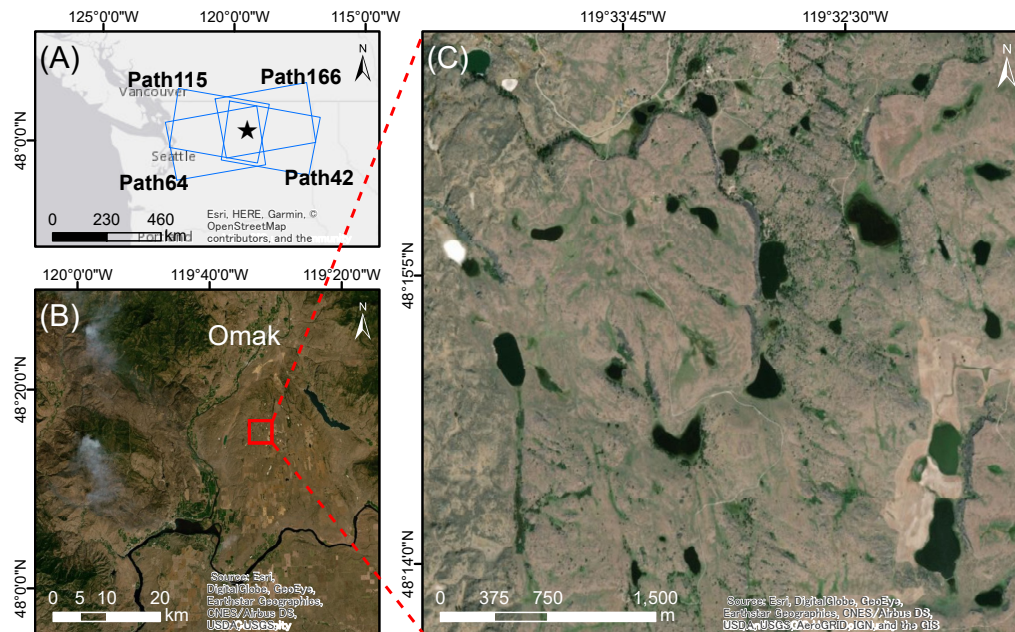 125°0'0"W 120°0'0"W 115°0'0"W
(A)
N
Path115 Path166
Vancouver
48°0'0"N
Seattle
Path64 Path42
0 230 460
km
Esri, HERE, Garmin, ©
OpenStreetMap
contributors, and the
120°0'0"W 119°40'0"W 119°20'0"W
(B)
N
Omak
48°20'0"N
48°0'0"N
0 5 10 20
km
Source: Esri,
DigitalGlobe, GeoEye,
Earthstar Geographics,
CNES/Airbus DS,
USDA, USGS,
119°33'45"W 119°32'30"W
(C)
N
48°15'5"N
48°14'0"N
0 375 750 1,500
m
Source: Esri, DigitalGlobe, GeoEye,
Earthstar Geographics, CNES/Airbus DS,
USDA, USGS, AeroGRID, IGN, and the GIS